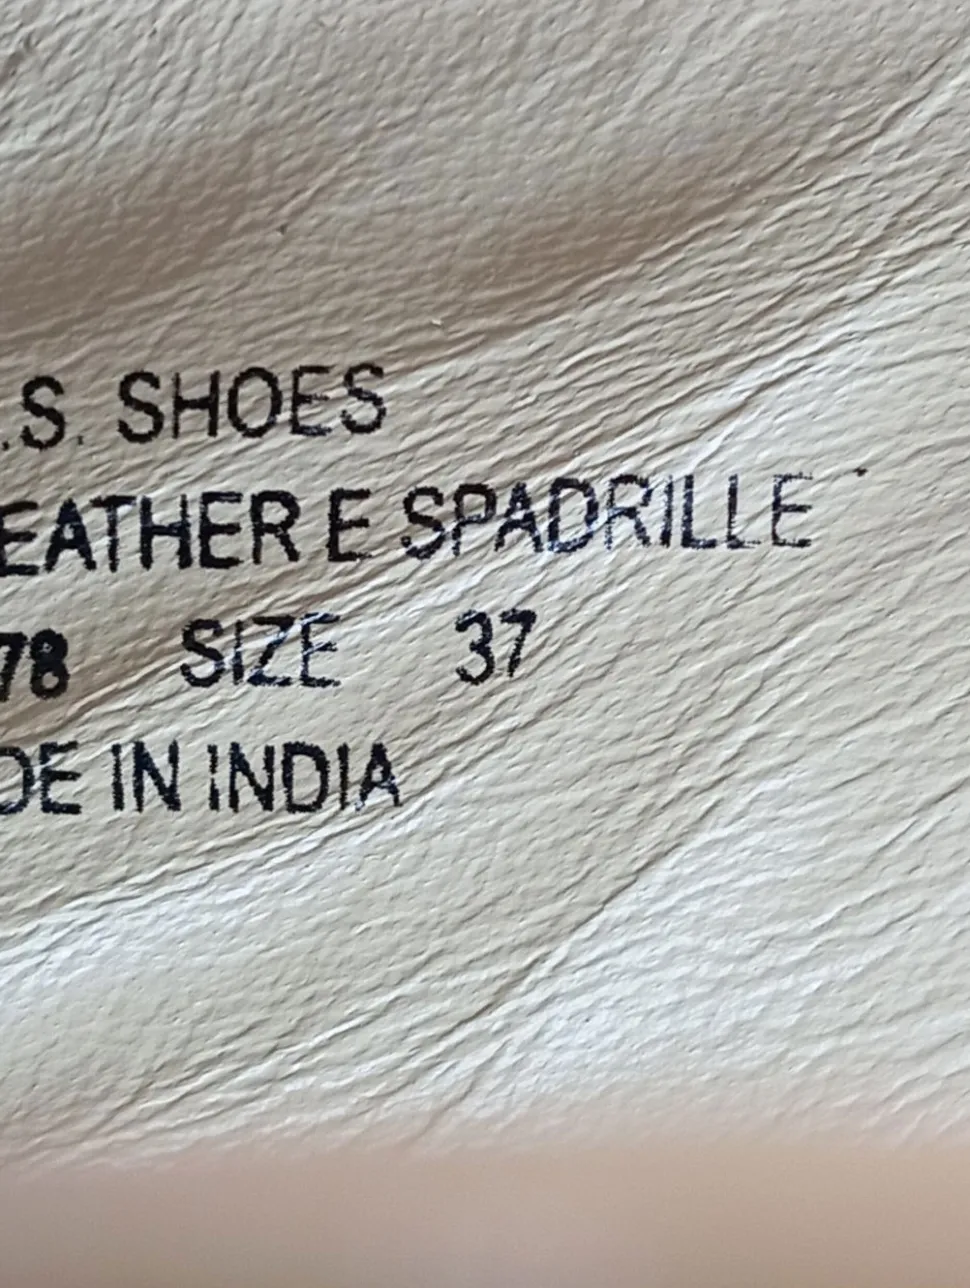 .S. SHOES
EATHER E SPADRILLE
78 SIZE 37
DE IN INDIA